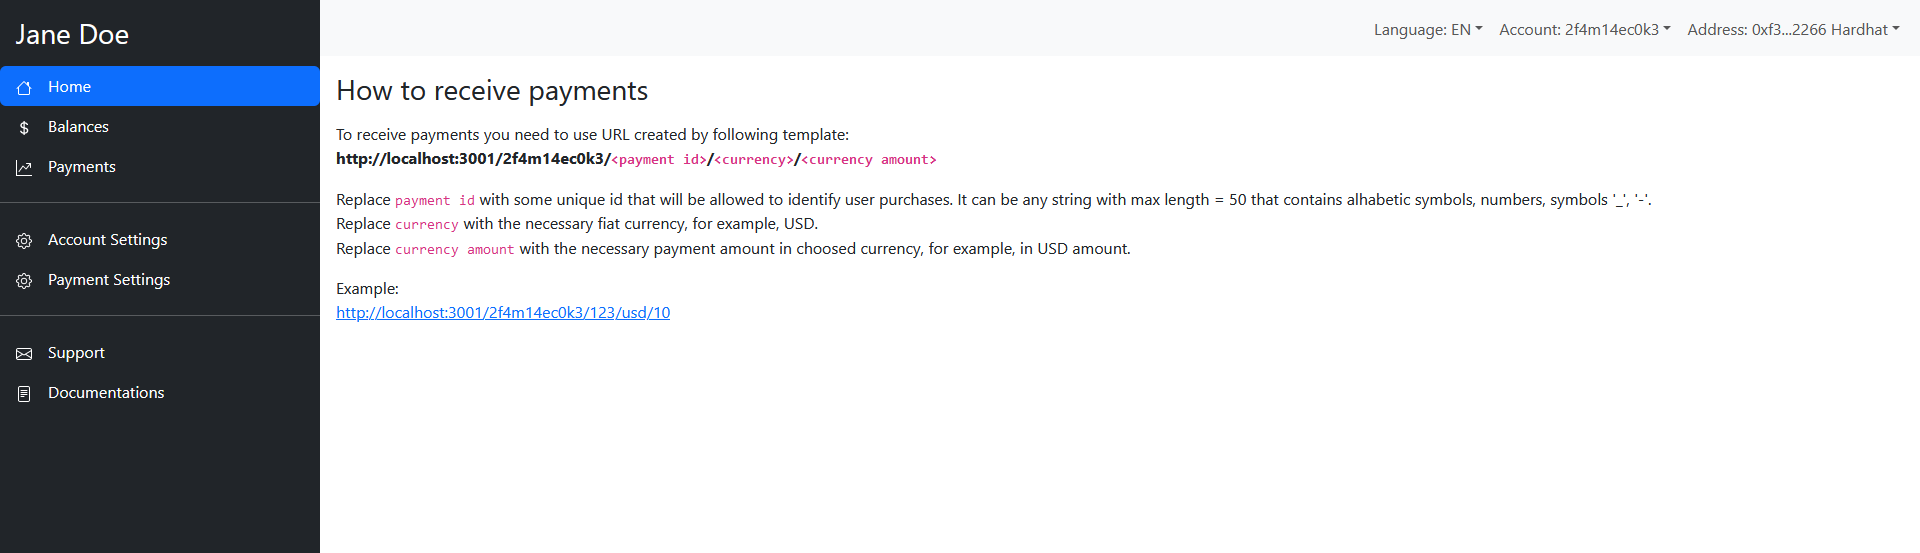 Jane Doe
Language: EN
Account: 2f4m14ec0k3
Address: 0xf3...2266 Hardhat
Home
Balances
Payments
Account Settings
Payment Settings
Support
Documentations
How to receive payments
To receive payments you need to use URL created by following template:
http://localhost:3001/2f4m14ec0k3/<payment id>/<currency>/<currency amount>
Replace payment id with some unique id that will be allowed to identify user purchases. It can be any string with max length = 50 that contains alhabetic symbols, numbers, symbols '_', '-'.
Replace currency with the necessary fiat currency, for example, USD.
Replace currency amount with the necessary payment amount in choosed currency, for example, in USD amount.
Example:
http://localhost:3001/2f4m14ec0k3/123/usd/10